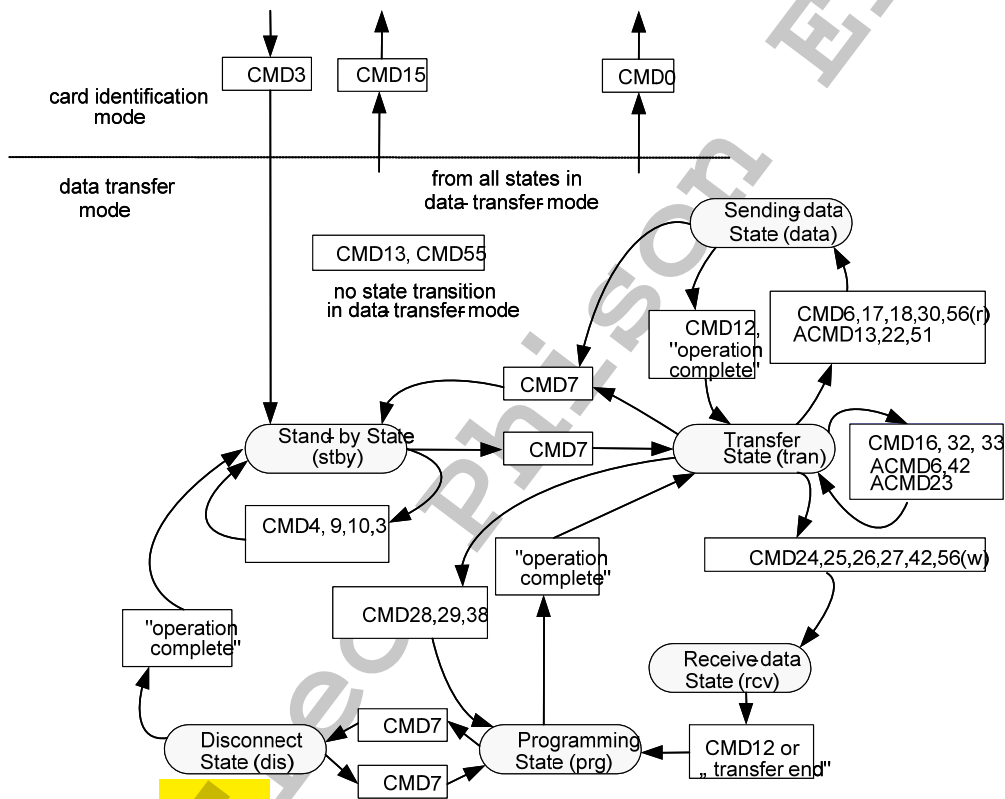 CMD3
CMD15
CMD0
card identification
mode
data transfer
mode
from all states in
data-transfer-mode
Sending-data
State (data)
CMD13, CMD55
no state transition
in data-transfer-mode
CMD6,17,18,30,56(r)
ACMD13,22,51
CMD12,
"operation
complete"
CMD7
Stand-by State
(stby)
CMD7
Transfer
State (tran)
CMD16, 32, 33
ACMD6,42
ACMD23
CMD4, 9,10,3
"operation
complete"
CMD24,25,26,27,42,56(w)
CMD28,29,38
"operation
complete"
Receive-data
State (rcv)
Disconnect
State (dis)
CMD7
CMD7
Programming
State (prg)
CMD12 or
„ transfer end"
Phison